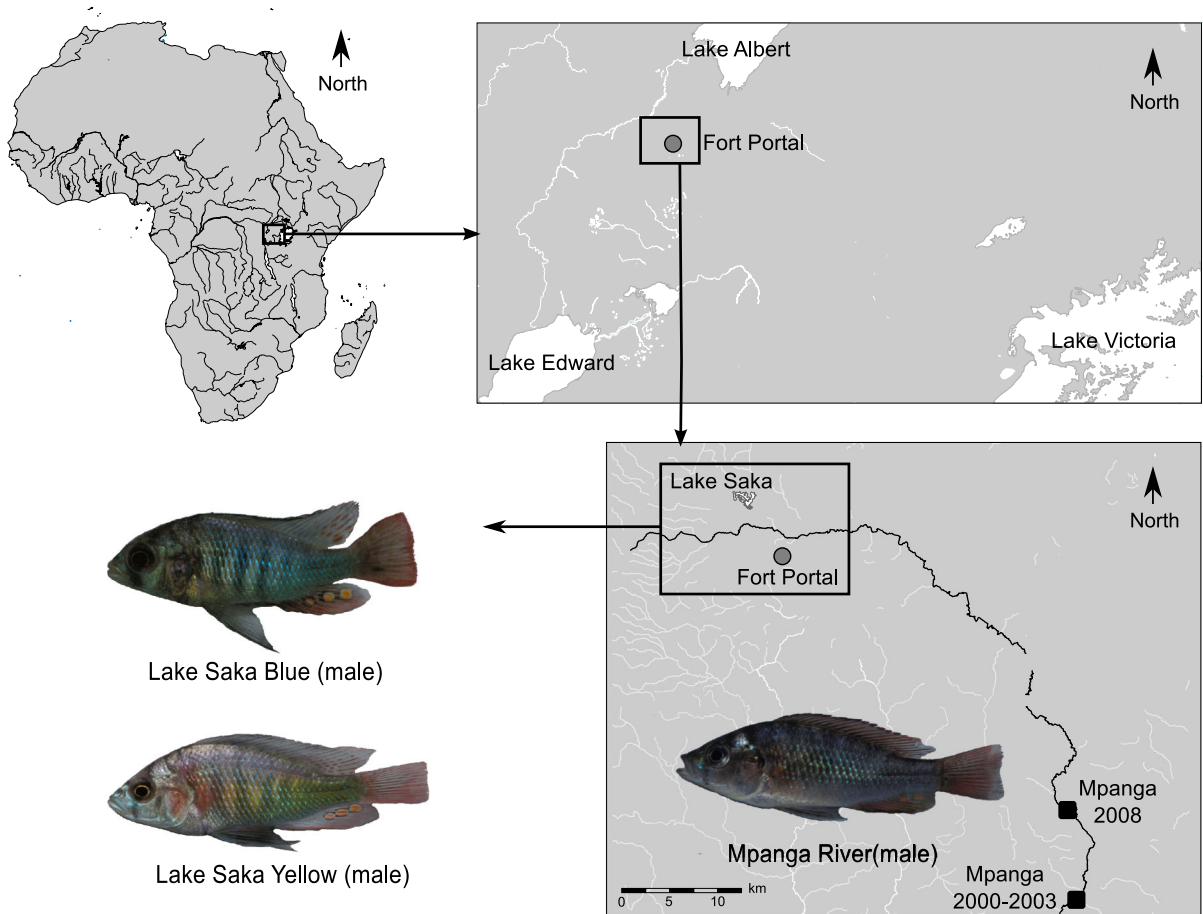 North
Lake Albert
North
Fort Portal
Lake Edward
Lake Victoria
Lake Saka
North
Fort Portal
Lake Saka Blue (male)
Mpanga
2008
Mpanga River(male)
Lake Saka Yellow (male)
Mpanga
2000-2003
km
0 5 10